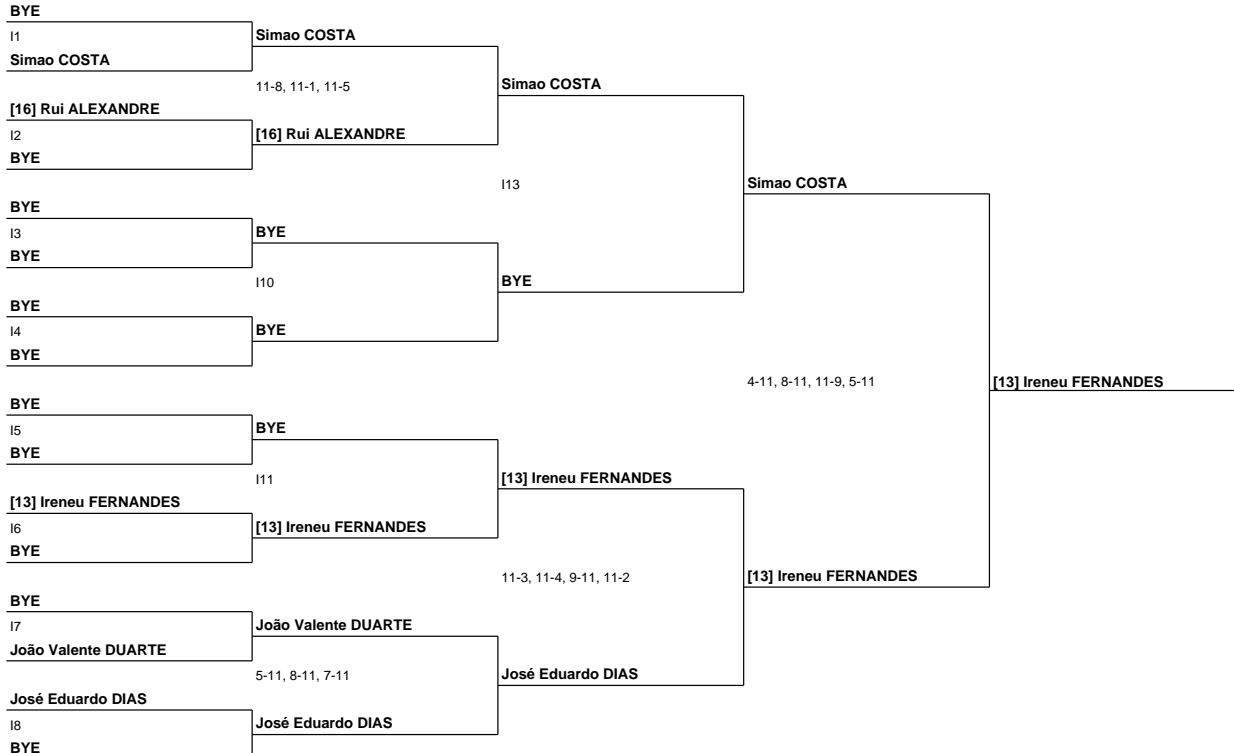 BYE
I1
Simao COSTA
Simao COSTA
11-8, 11-1, 11-5
Simao COSTA
[16] Rui ALEXANDRE
I2
[16] Rui ALEXANDRE
BYE
I13
Simao COSTA
BYE
I3
BYE
BYE
I10
BYE
BYE
I4
BYE
BYE
4-11, 8-11, 11-9, 5-11
[13] Ireneu FERNANDES
BYE
I5
BYE
BYE
I11
[13] Ireneu FERNANDES
[13] Ireneu FERNANDES
I6
[13] Ireneu FERNANDES
BYE
11-3, 11-4, 9-11, 11-2
[13] Ireneu FERNANDES
BYE
I7
João Valente DUARTE
João Valente DUARTE
5-11, 8-11, 7-11
José Eduardo DIAS
José Eduardo DIAS
I8
José Eduardo DIAS
BYE